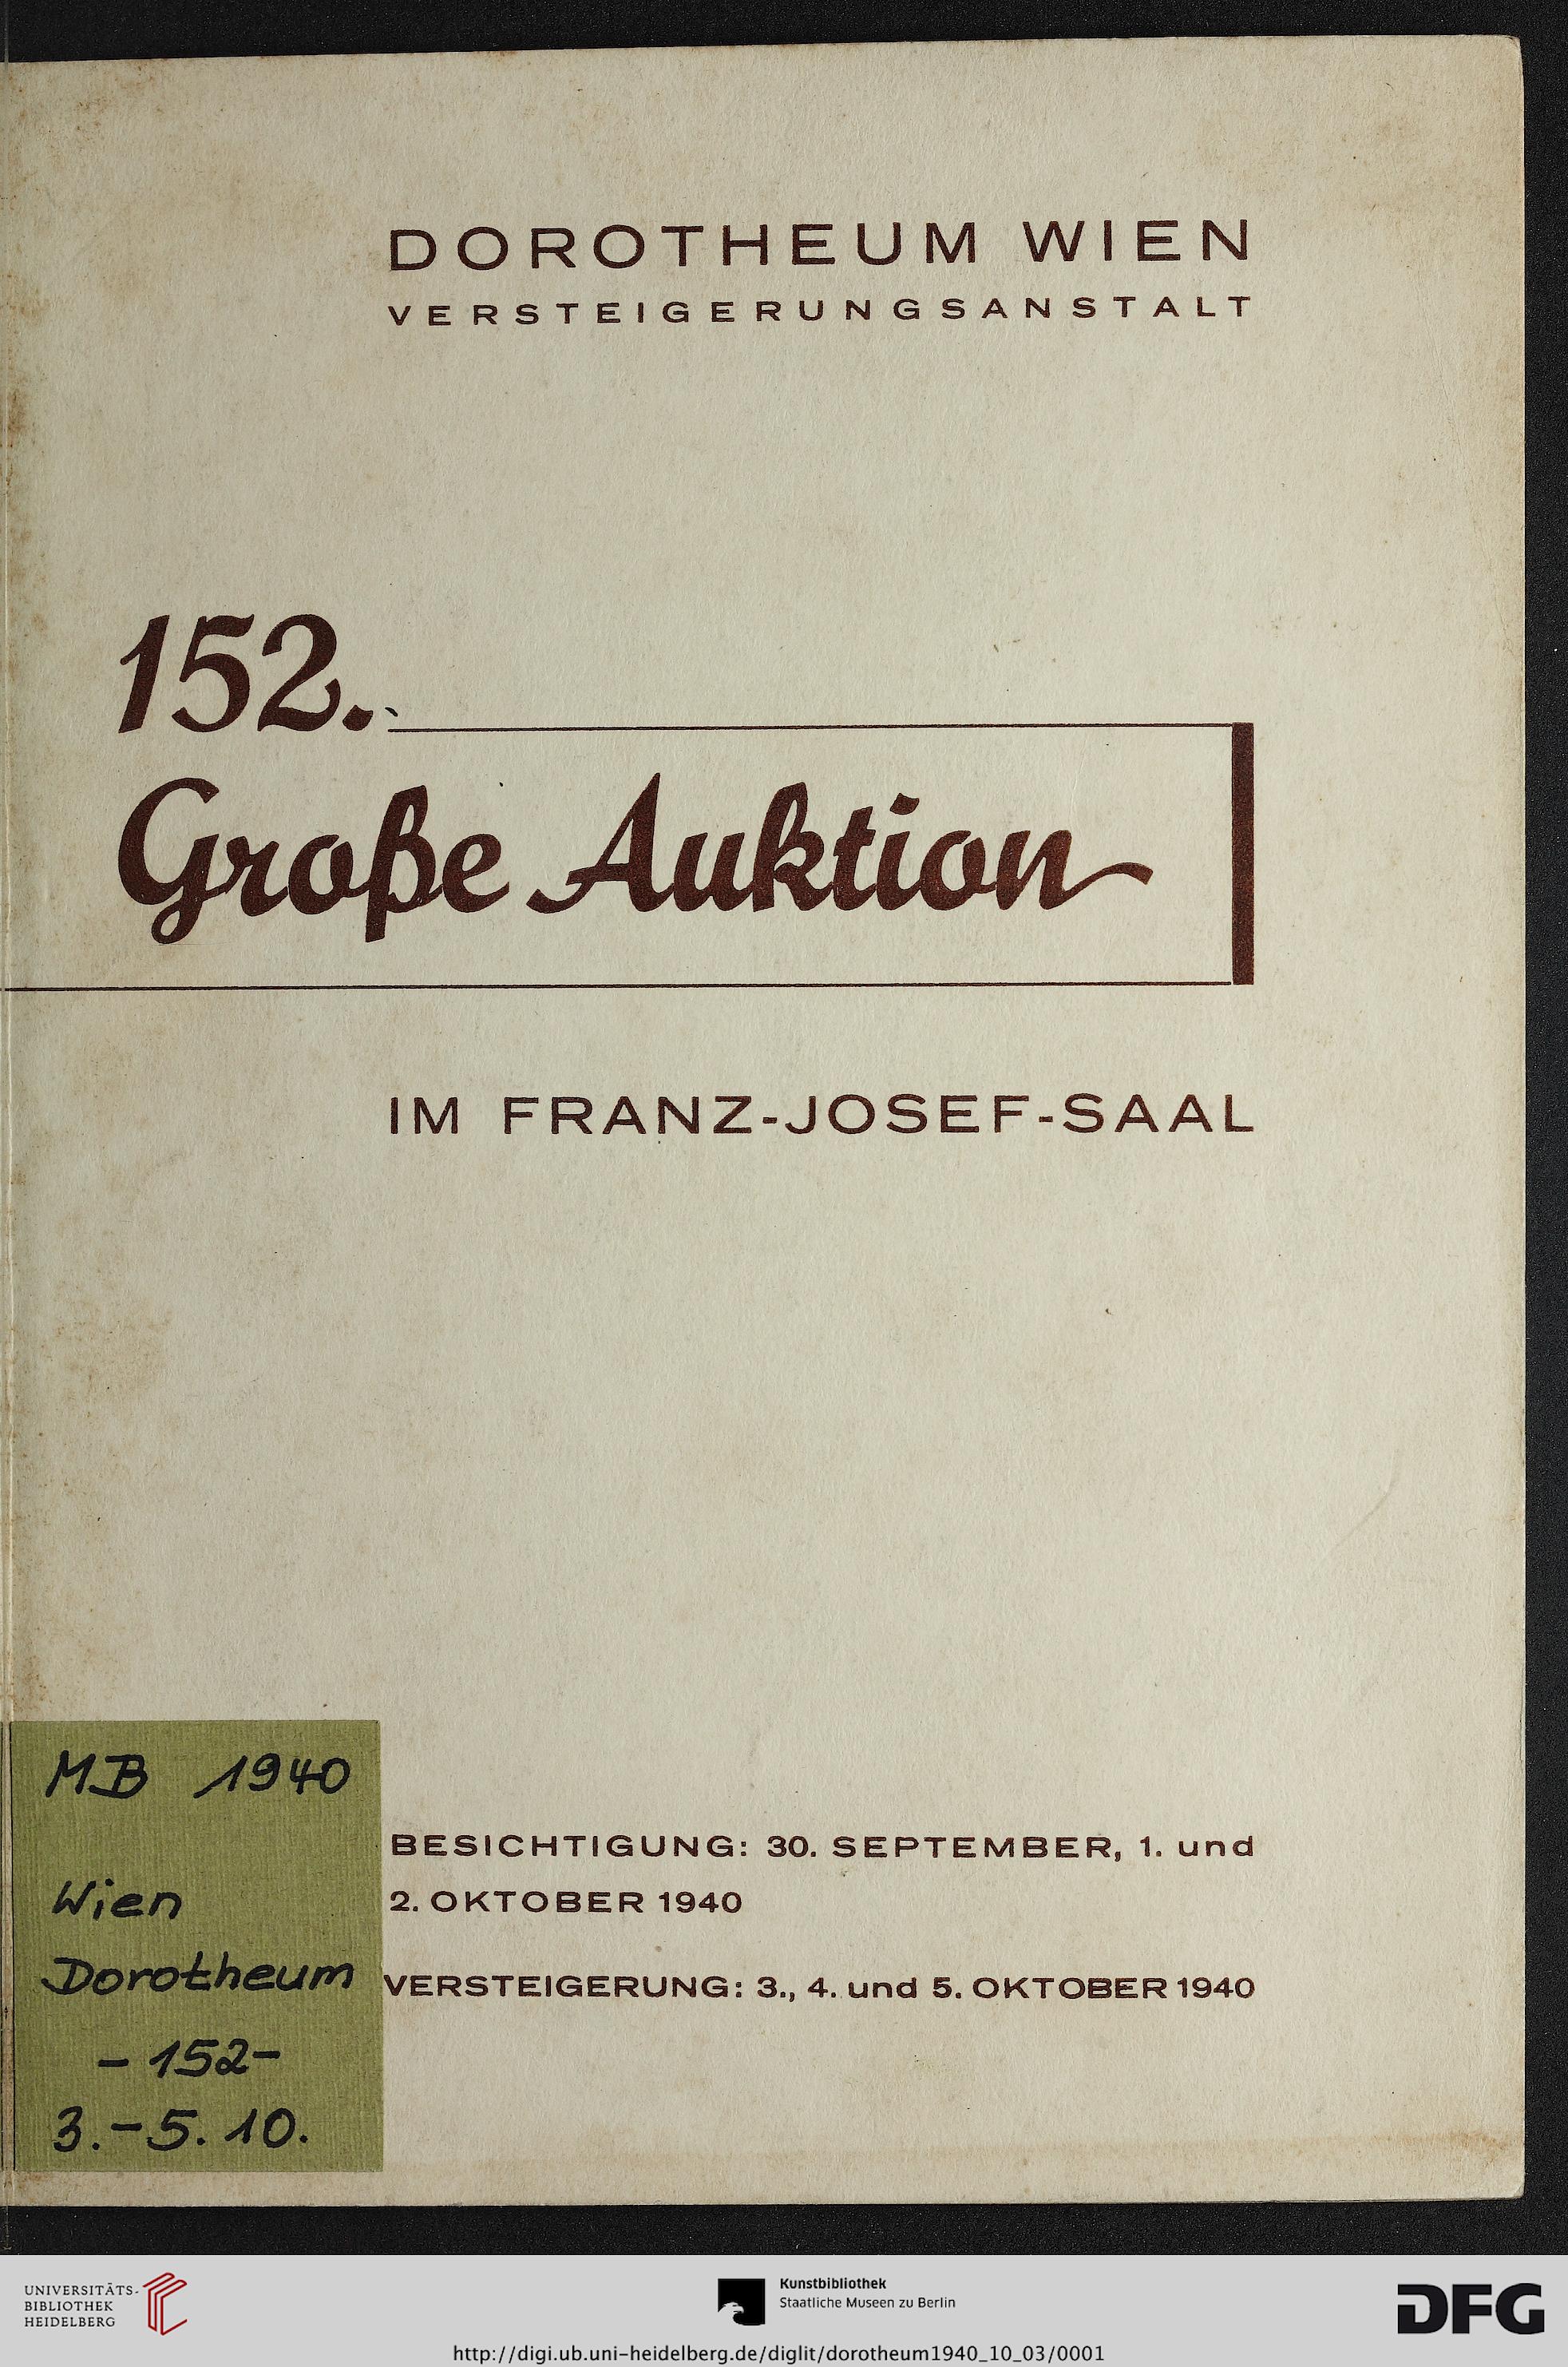 DOROTHEUM WIEN
VERSTEIGERUNGSANSTALT
152.
Große Auktion
IM FRANZ-JOSEF-SAAL
MB 1940
Wien
Dorotheum
- 152-
3.-5. 10.
BESICHTIGUNG: 30. SEPTEMBER, 1. und
2. OKTOBER 1940
VERSTEIGERUNG: 3., 4. und 5. OKTOBER 1940
UNIVERSITÄTS-
BIBLIOTHEK
HEIDELBERG
Kunstbibliothek
Staatliche Museen zu Berlin
DFG
http://digi.ub.uni-heidelberg.de/diglit/dorotheum1940_10_03/0001